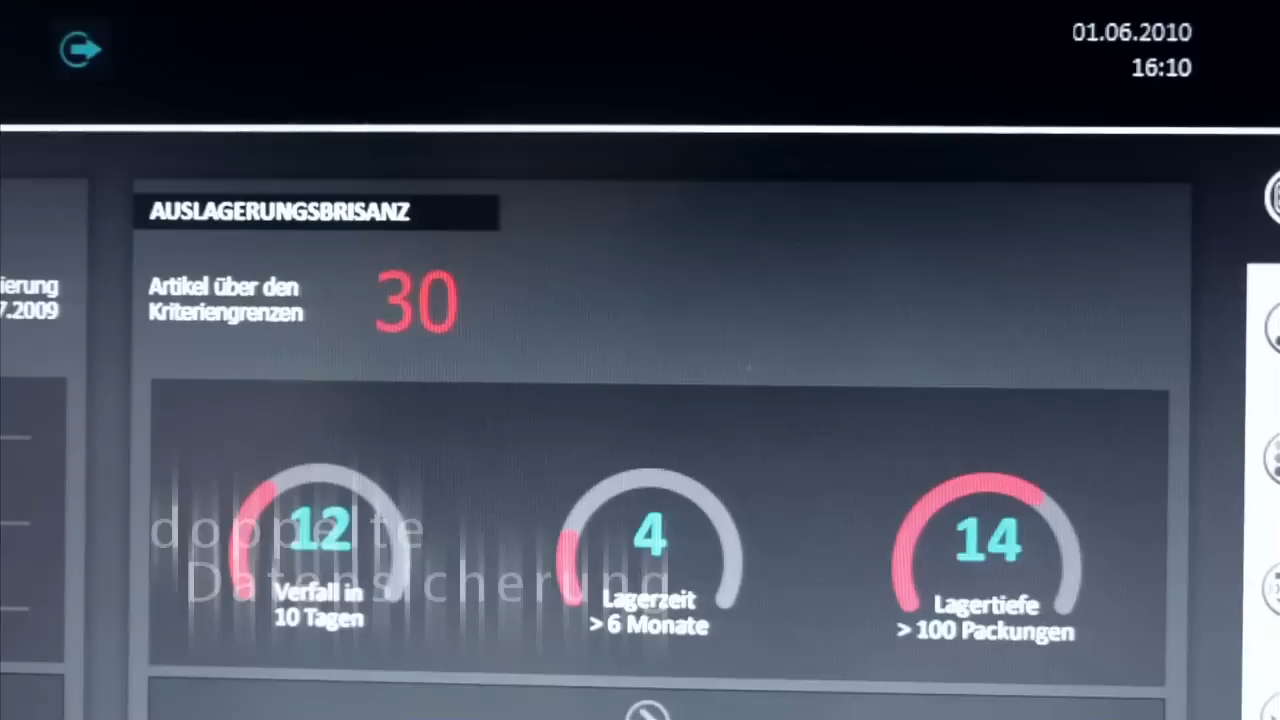 01.06.2010
16:10
AUSLAGERUNGSBRISANZ
ierung
7.2009
Artikel über den
Kriteriengrenzen
30
12
Verfall in
10 Tagen
4
Lagerzeit
> 6 Monate
14
Lagertiefe
> 100 Packungen
doppelte
Datensicherung